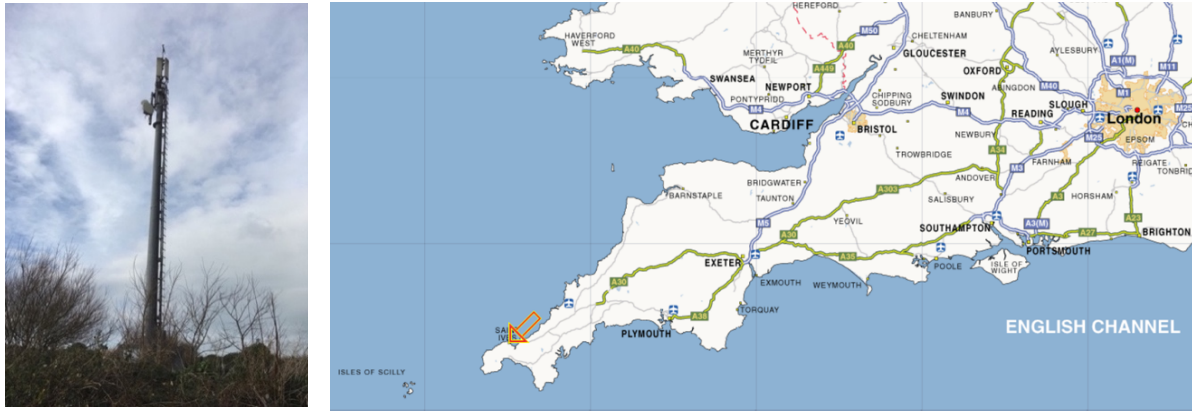 HEREFORD
BANBURY
HAVERFORD
WEST
A40
M50
CHELTENHAM
AYLESBURY
MERTHYR
TYDFIL
A40
GLOUCESTER
A1(M)
M11
A449
OXFORD
SWANSEA
NEWPORT
ABINGDON
M40
M1
PONTYPRIDD
CHIPPING
SODBURY
SWINDON
SLOUGH
M25
M4
CARDIFF
M4
READING
London
BRISTOL
NEWBURY
M25
EPSOM
TROWBRIDGE
A34
M3
FARNHAM
REIGATE
BRIDGWATER
ANDOVER
TONBRID
BARNSTAPLE
TAUNTON
A303
A3
HORSHAM
SALISBURY
M5
YEOVIL
A23
A30
SOUTHAMPTON
A3(M)
A27
BRIGHTON
EXETER
A35
PORTSMOUTH
POOLE
ISLE OF
WIGHT
A30
EXMOUTH
WEYMOUTH
TORQUAY
A38
PLYMOUTH
ENGLISH CHANNEL
ISLES OF SCILLY